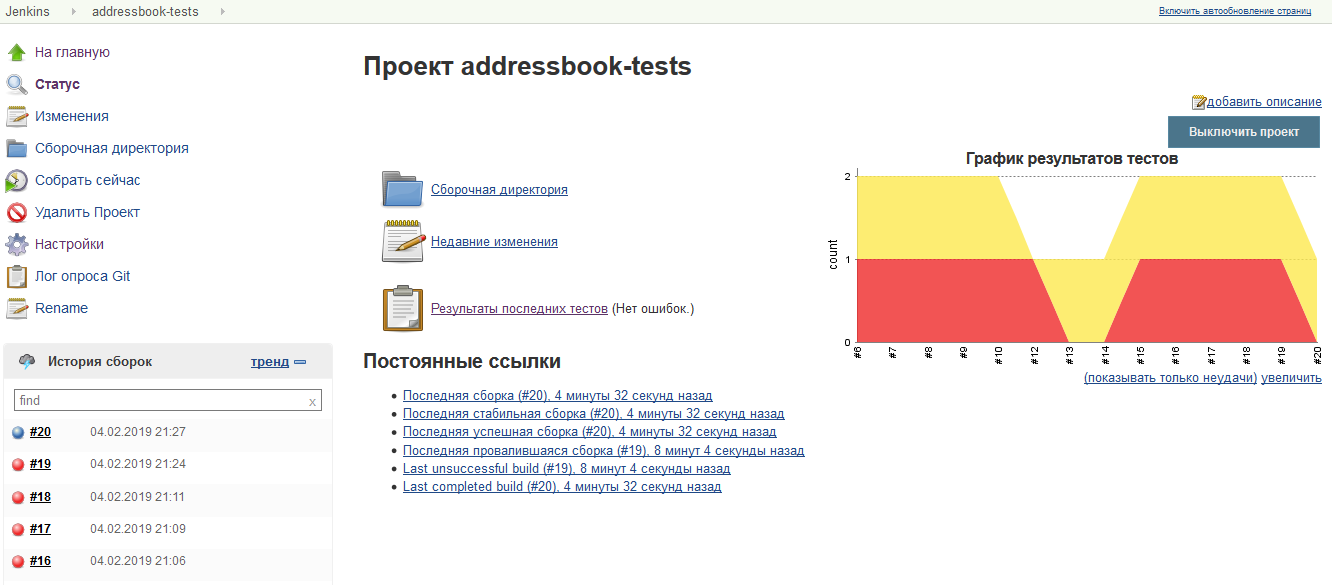 Jenkins addressbook-tests
Включить автообновление страниц
На главную
Статус
Изменения
Сборочная директория
Собрать сейчас
Удалить Проект
Настройки
Лог опроса Git
Rename
История сборок тренд
find x
#20 04.02.2019 21:27
#19 04.02.2019 21:24
#18 04.02.2019 21:11
#17 04.02.2019 21:09
#16 04.02.2019 21:06
Проект addressbook-tests
добавить описание
Выключить проект
Сборочная директория
Недавние изменения
Результаты последних тестов (Нет ошибок.)
График результатов тестов
2
1
0
count
#6 #7 #8 #9 #10 #12 #13 #14 #15 #16 #17 #18 #19 #20
(показывать только неудачи) увеличить
Постоянные ссылки
Последняя сборка (#20), 4 минуты 32 секунд назад
Последняя стабильная сборка (#20), 4 минуты 32 секунд назад
Последняя успешная сборка (#20), 4 минуты 32 секунд назад
Последняя провалившаяся сборка (#19), 8 минут 4 секунды назад
Last unsuccessful build (#19), 8 минут 4 секунды назад
Last completed build (#20), 4 минуты 32 секунд назад